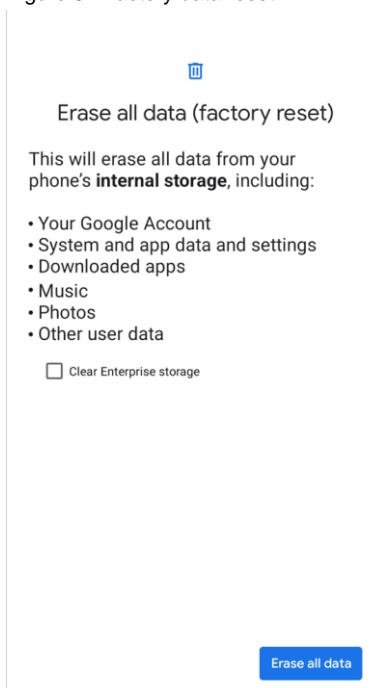 Erase all data (factory reset)
This will erase all data from your
phone's internal storage, including:
• Your Google Account
• System and app data and settings
• Downloaded apps
• Music
• Photos
• Other user data
Clear Enterprise storage
Erase all data